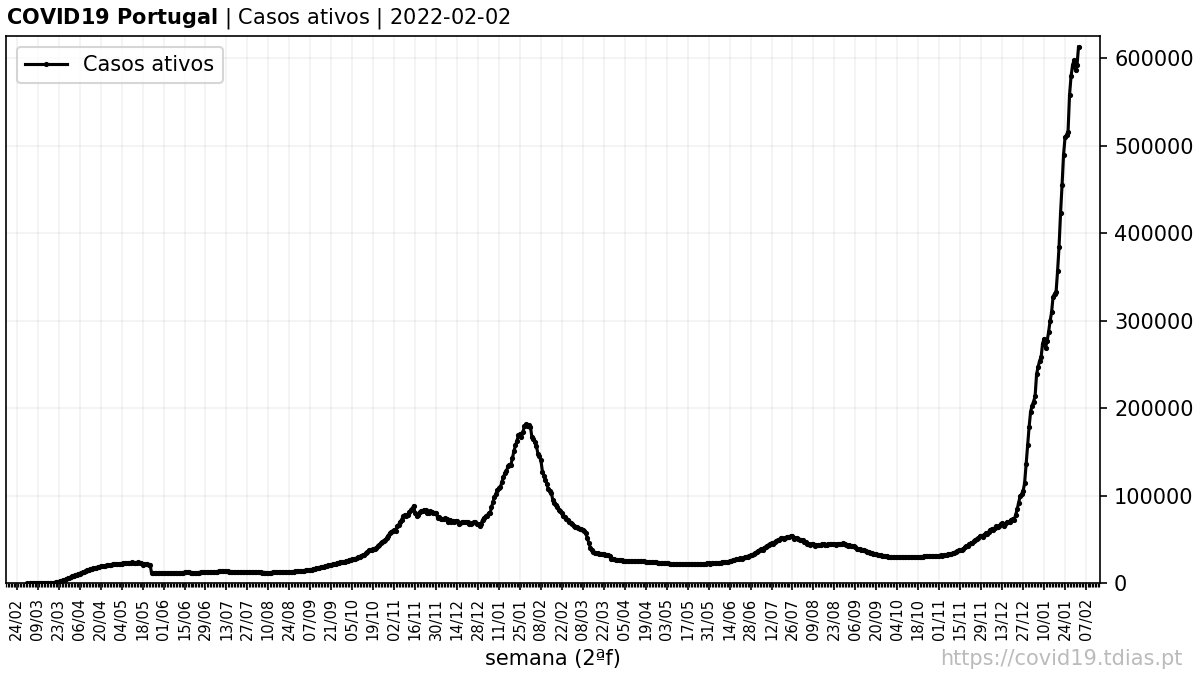 COVID19 Portugal | Casos ativos | 2022-02-02
Casos ativos
600000
500000
400000
300000
200000
100000
0
24/02 09/03 23/03 06/04 20/04 04/05 18/05 01/06 15/06 29/06 13/07 27/07 10/08 24/08 07/09 21/09 05/10 19/10 02/11 16/11 30/11 14/12 28/12 11/01 25/01 08/02 22/02 08/03 22/03 05/04 19/04 03/05 17/05 31/05 14/06 28/06 12/07 26/07 09/08 23/08 06/09 20/09 04/10 18/10 01/11 15/11 29/11 13/12 27/12 10/01 24/01 07/02
semana (2ªf)
https://covid19.tdias.pt